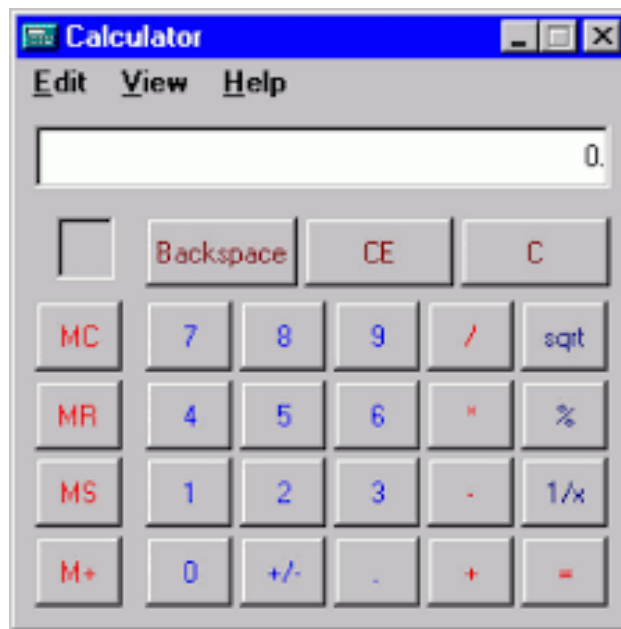 Calculator
Edit View Help
0.
Backspace CE C
MC 7 8 9 / sqrt
MR 4 5 6 * %
MS 1 2 3 - 1/x
M+ 0 +/- . + =